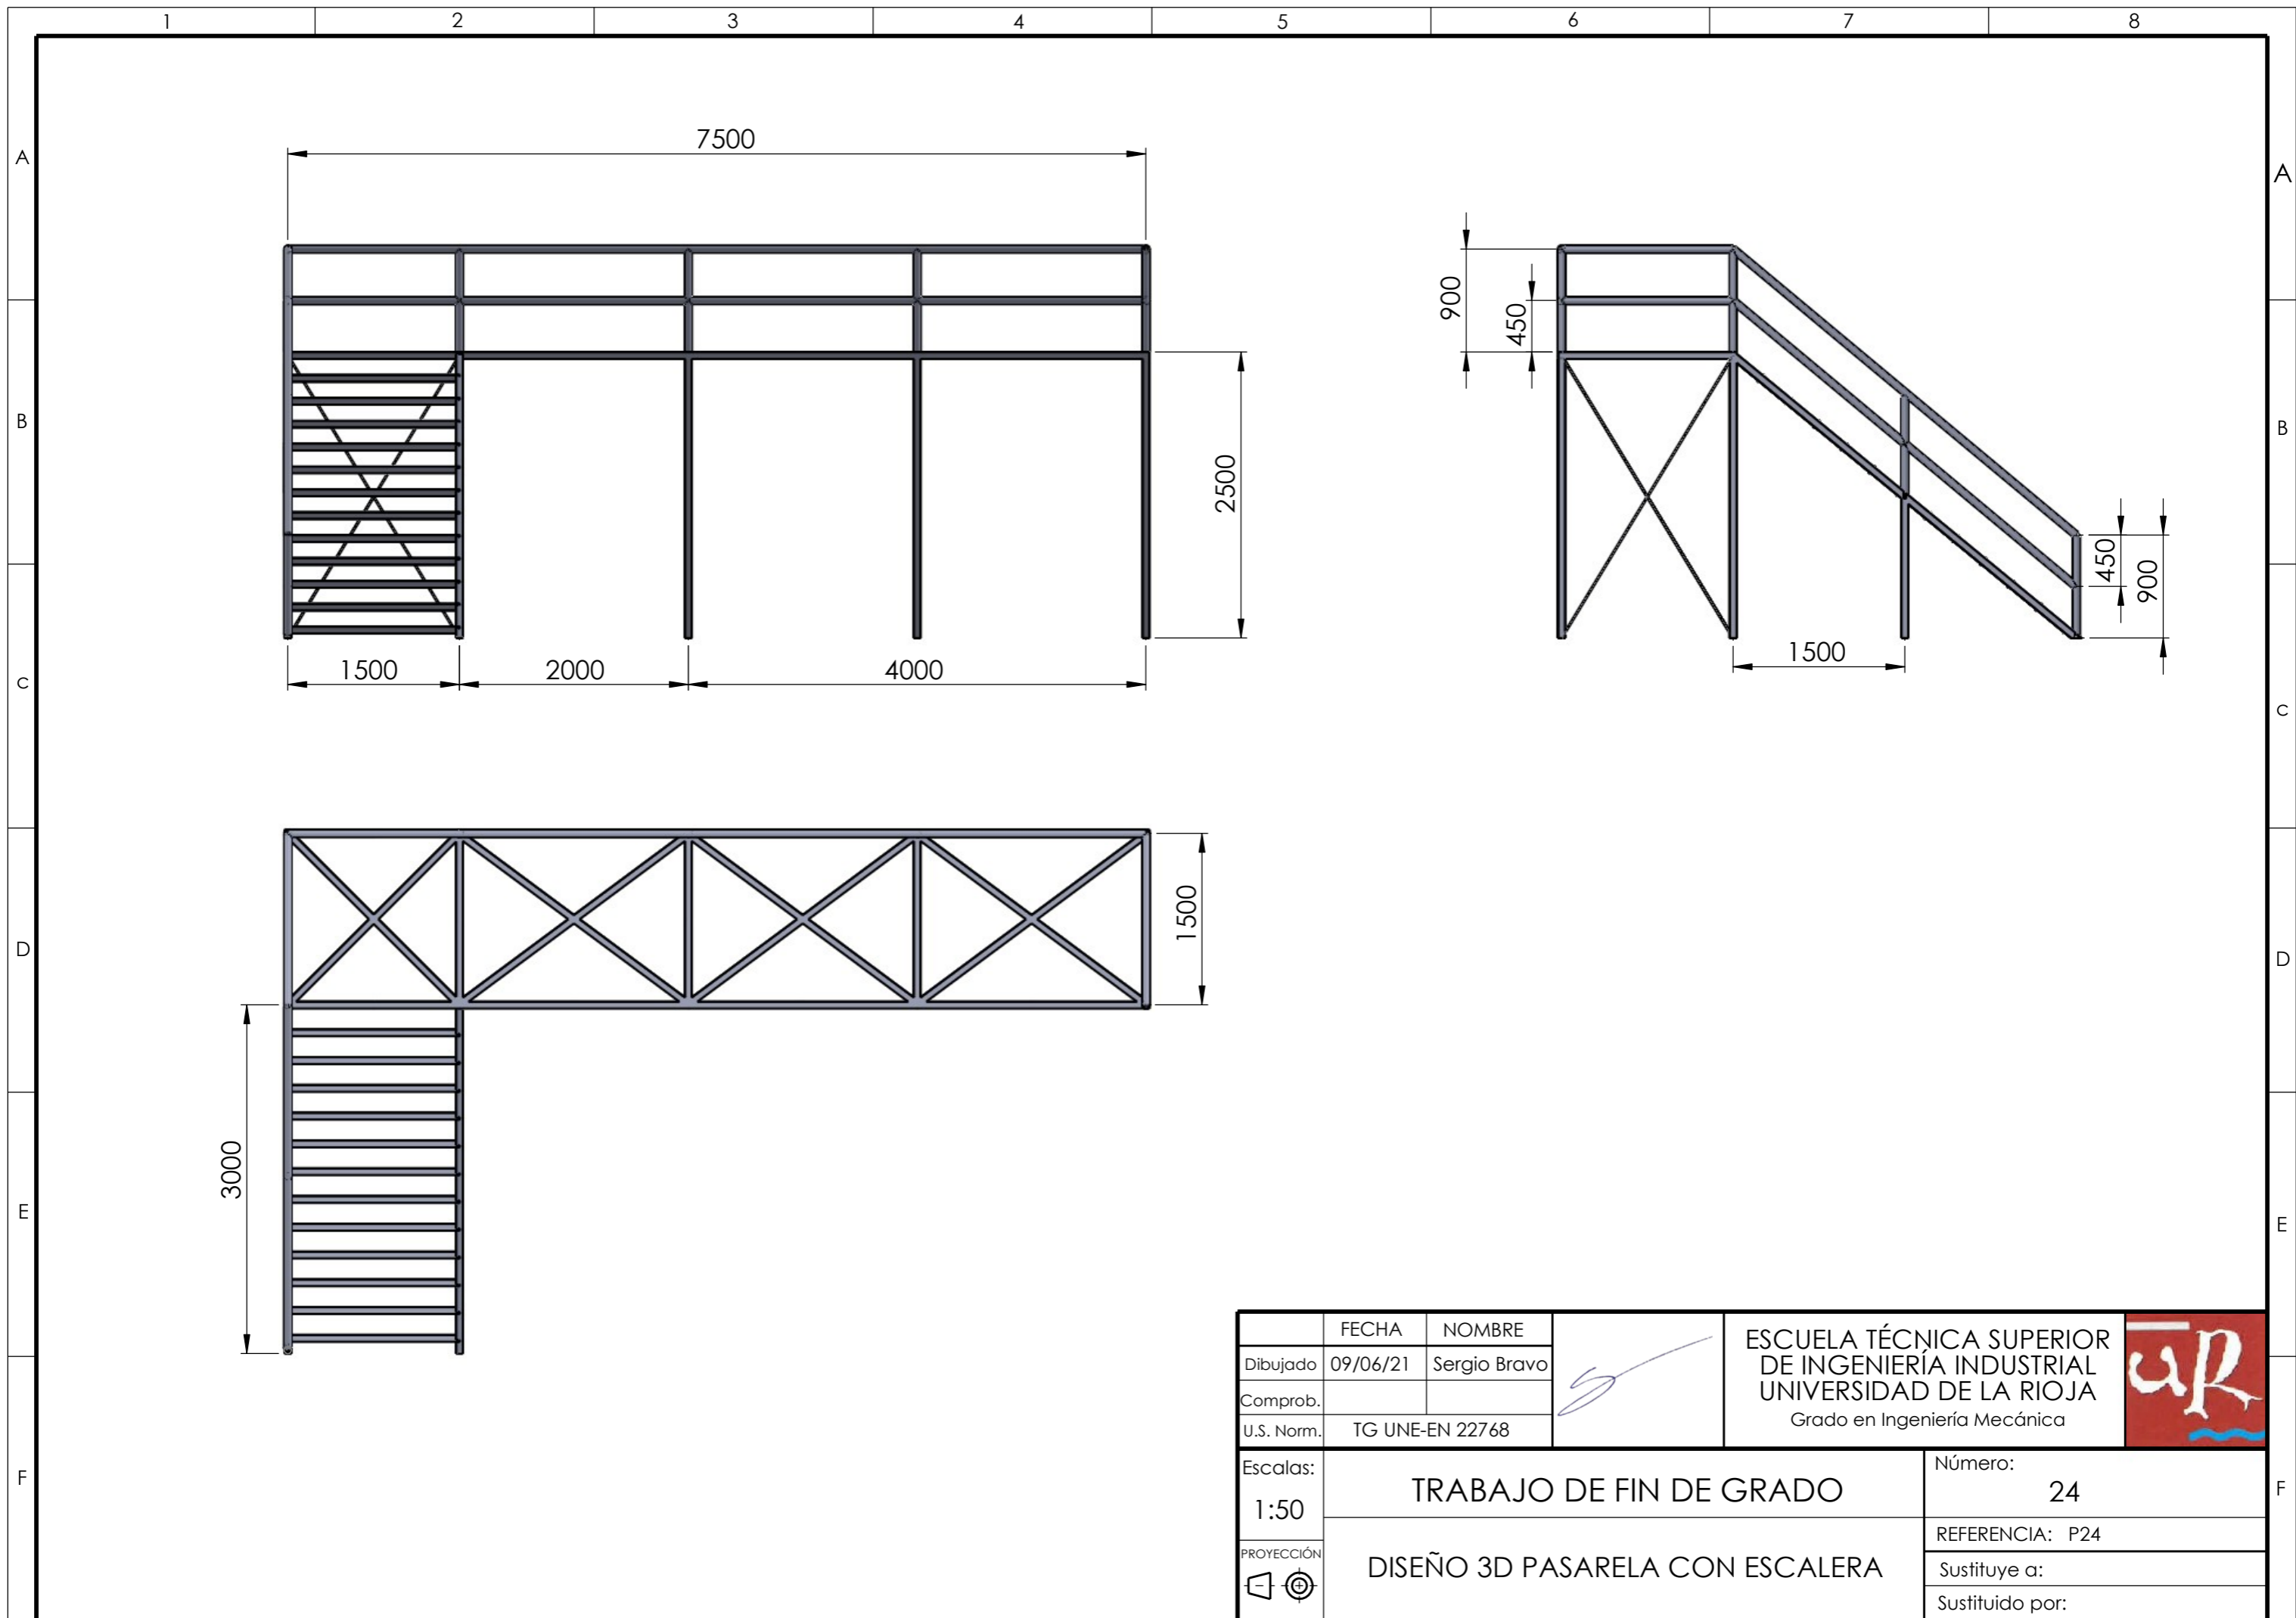 1 2 3 4 5 6 7 8
A A
B B
C C
D D
E E
F F
7500
2500
1500 2000 4000
900
450
450
900
1500
1500
3000
FECHA NOMBRE
Dibujado 09/06/21 Sergio Bravo
Comprob.
U.S. Norm. TG UNE-EN 22768
ESCUELA TÉCNICA SUPERIOR
DE INGENIERÍA INDUSTRIAL
UNIVERSIDAD DE LA RIOJA
Grado en Ingeniería Mecánica
uR
Escalas:
1:50
TRABAJO DE FIN DE GRADO
Número:
24
REFERENCIA: P24
PROYECCIÓN
DISEÑO 3D PASARELA CON ESCALERA
Sustituye a:
Sustituido por: